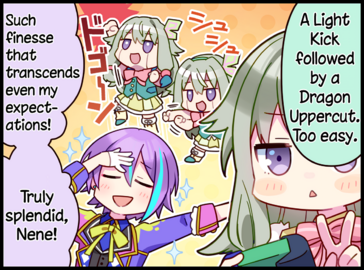 A Light
Kick
followed
by a
Dragon
Uppercut.
Too easy.
シュ
シュ
ドゴーン
Such
finesse
that
transcends
even my
expect-
ations!
Truly
splendid,
Nene!